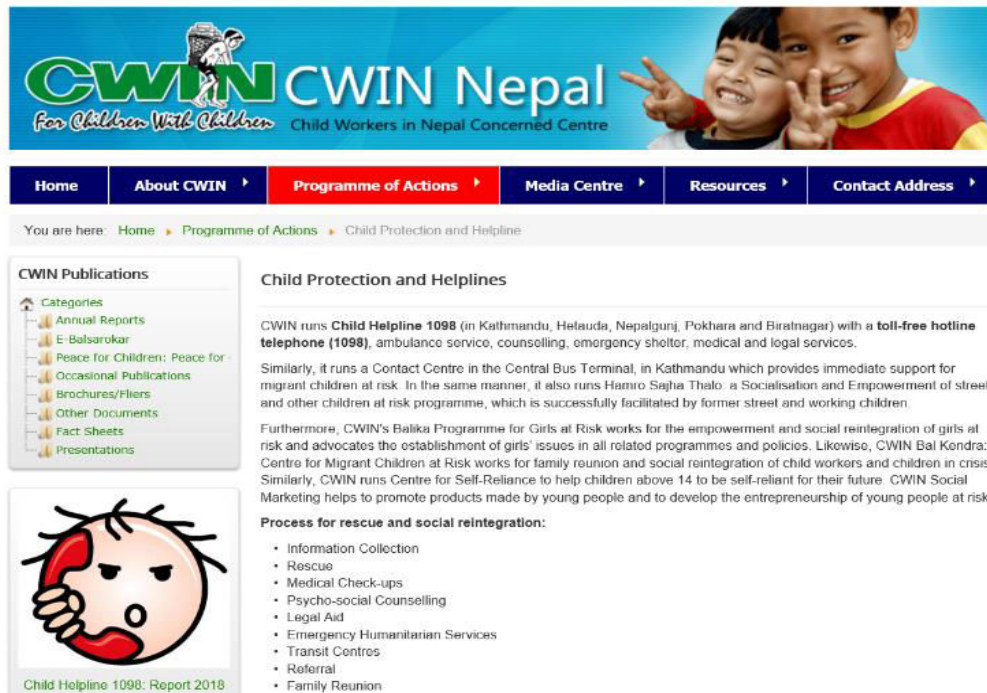 CWIN
For Children With Children
CWIN Nepal
Child Workers in Nepal Concerned Centre
Home
About CWIN
Programme of Actions
Media Centre
Resources
Contact Address
You are here: Home Programme of Actions Child Protection and Helpline
CWIN Publications
Categories
Annual Reports
E-Balsarokar
Peace for Children: Peace for
Occasional Publications
Brochures/Fliers
Other Documents
Fact Sheets
Presentations
Child Helpline 1098: Report 2018
Child Protection and Helplines
CWIN runs Child Helpline 1098 (in Kathmandu, Hetauda, Nepalgunj, Pokhara and Biratnagar) with a toll-free hotline
telephone (1098), ambulance service, counselling, emergency shelter, medical and legal services.
Similarly, it runs a Contact Centre in the Central Bus Terminal, in Kathmandu which provides immediate support for
migrant children at risk. In the same manner, it also runs Hamro Sajha Thalo: a Socialisation and Empowerment of street
and other children at risk programme, which is successfully facilitated by former street and working children.
Furthermore, CWIN's Balika Programme for Girls at Risk works for the empowerment and social reintegration of girls at
risk and advocates the establishment of girls' issues in all related programmes and policies. Likewise, CWIN Bal Kendra:
Centre for Migrant Children at Risk works for family reunion and social reintegration of child workers and children in crisis
Similarly, CWIN runs Centre for Self-Reliance to help children above 14 to be self-reliant for their future. CWIN Social
Marketing helps to promote products made by young people and to develop the entrepreneurship of young people at risk
Process for rescue and social reintegration:
• Information Collection
• Rescue
• Medical Check-ups
• Psycho-social Counselling
• Legal Aid
• Emergency Humanitarian Services
• Transit Centres
• Referral
• Family Reunion